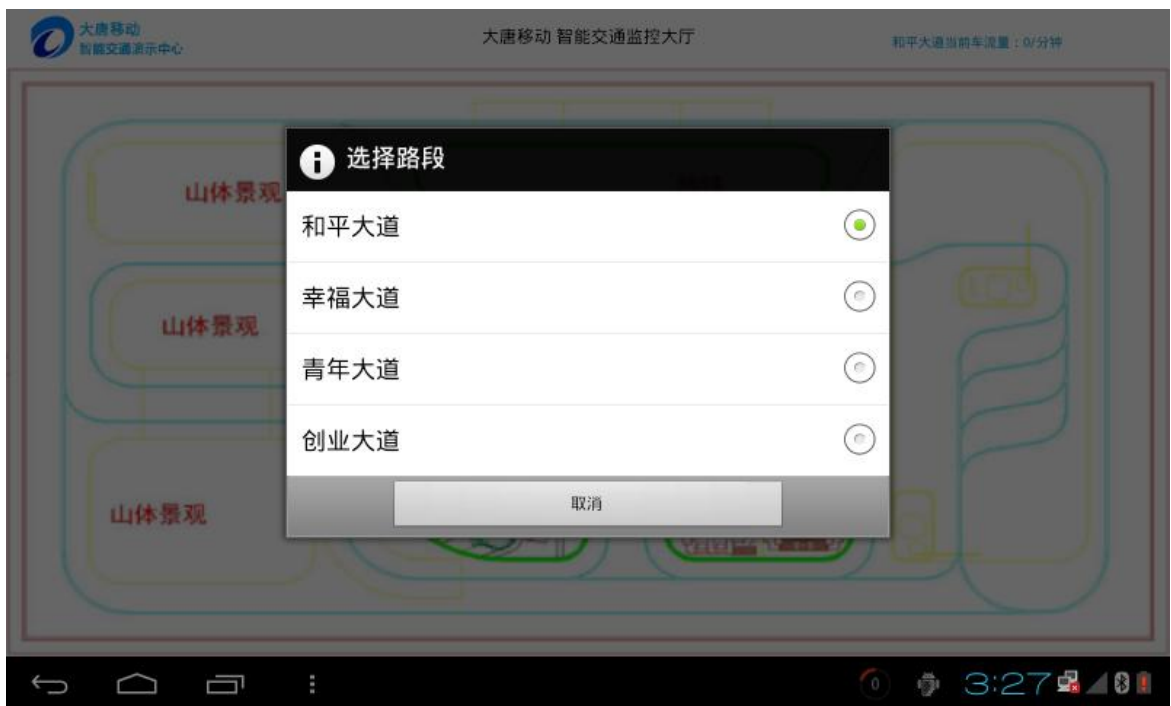 大唐移动
智能交通演示中心
大唐移动 智能交通监控大厅
和平大道当前车流量：0/分钟
选择路段
山体景观
和平大道
幸福大道
山体景观
青年大道
创业大道
取消
山体景观
0
3:27